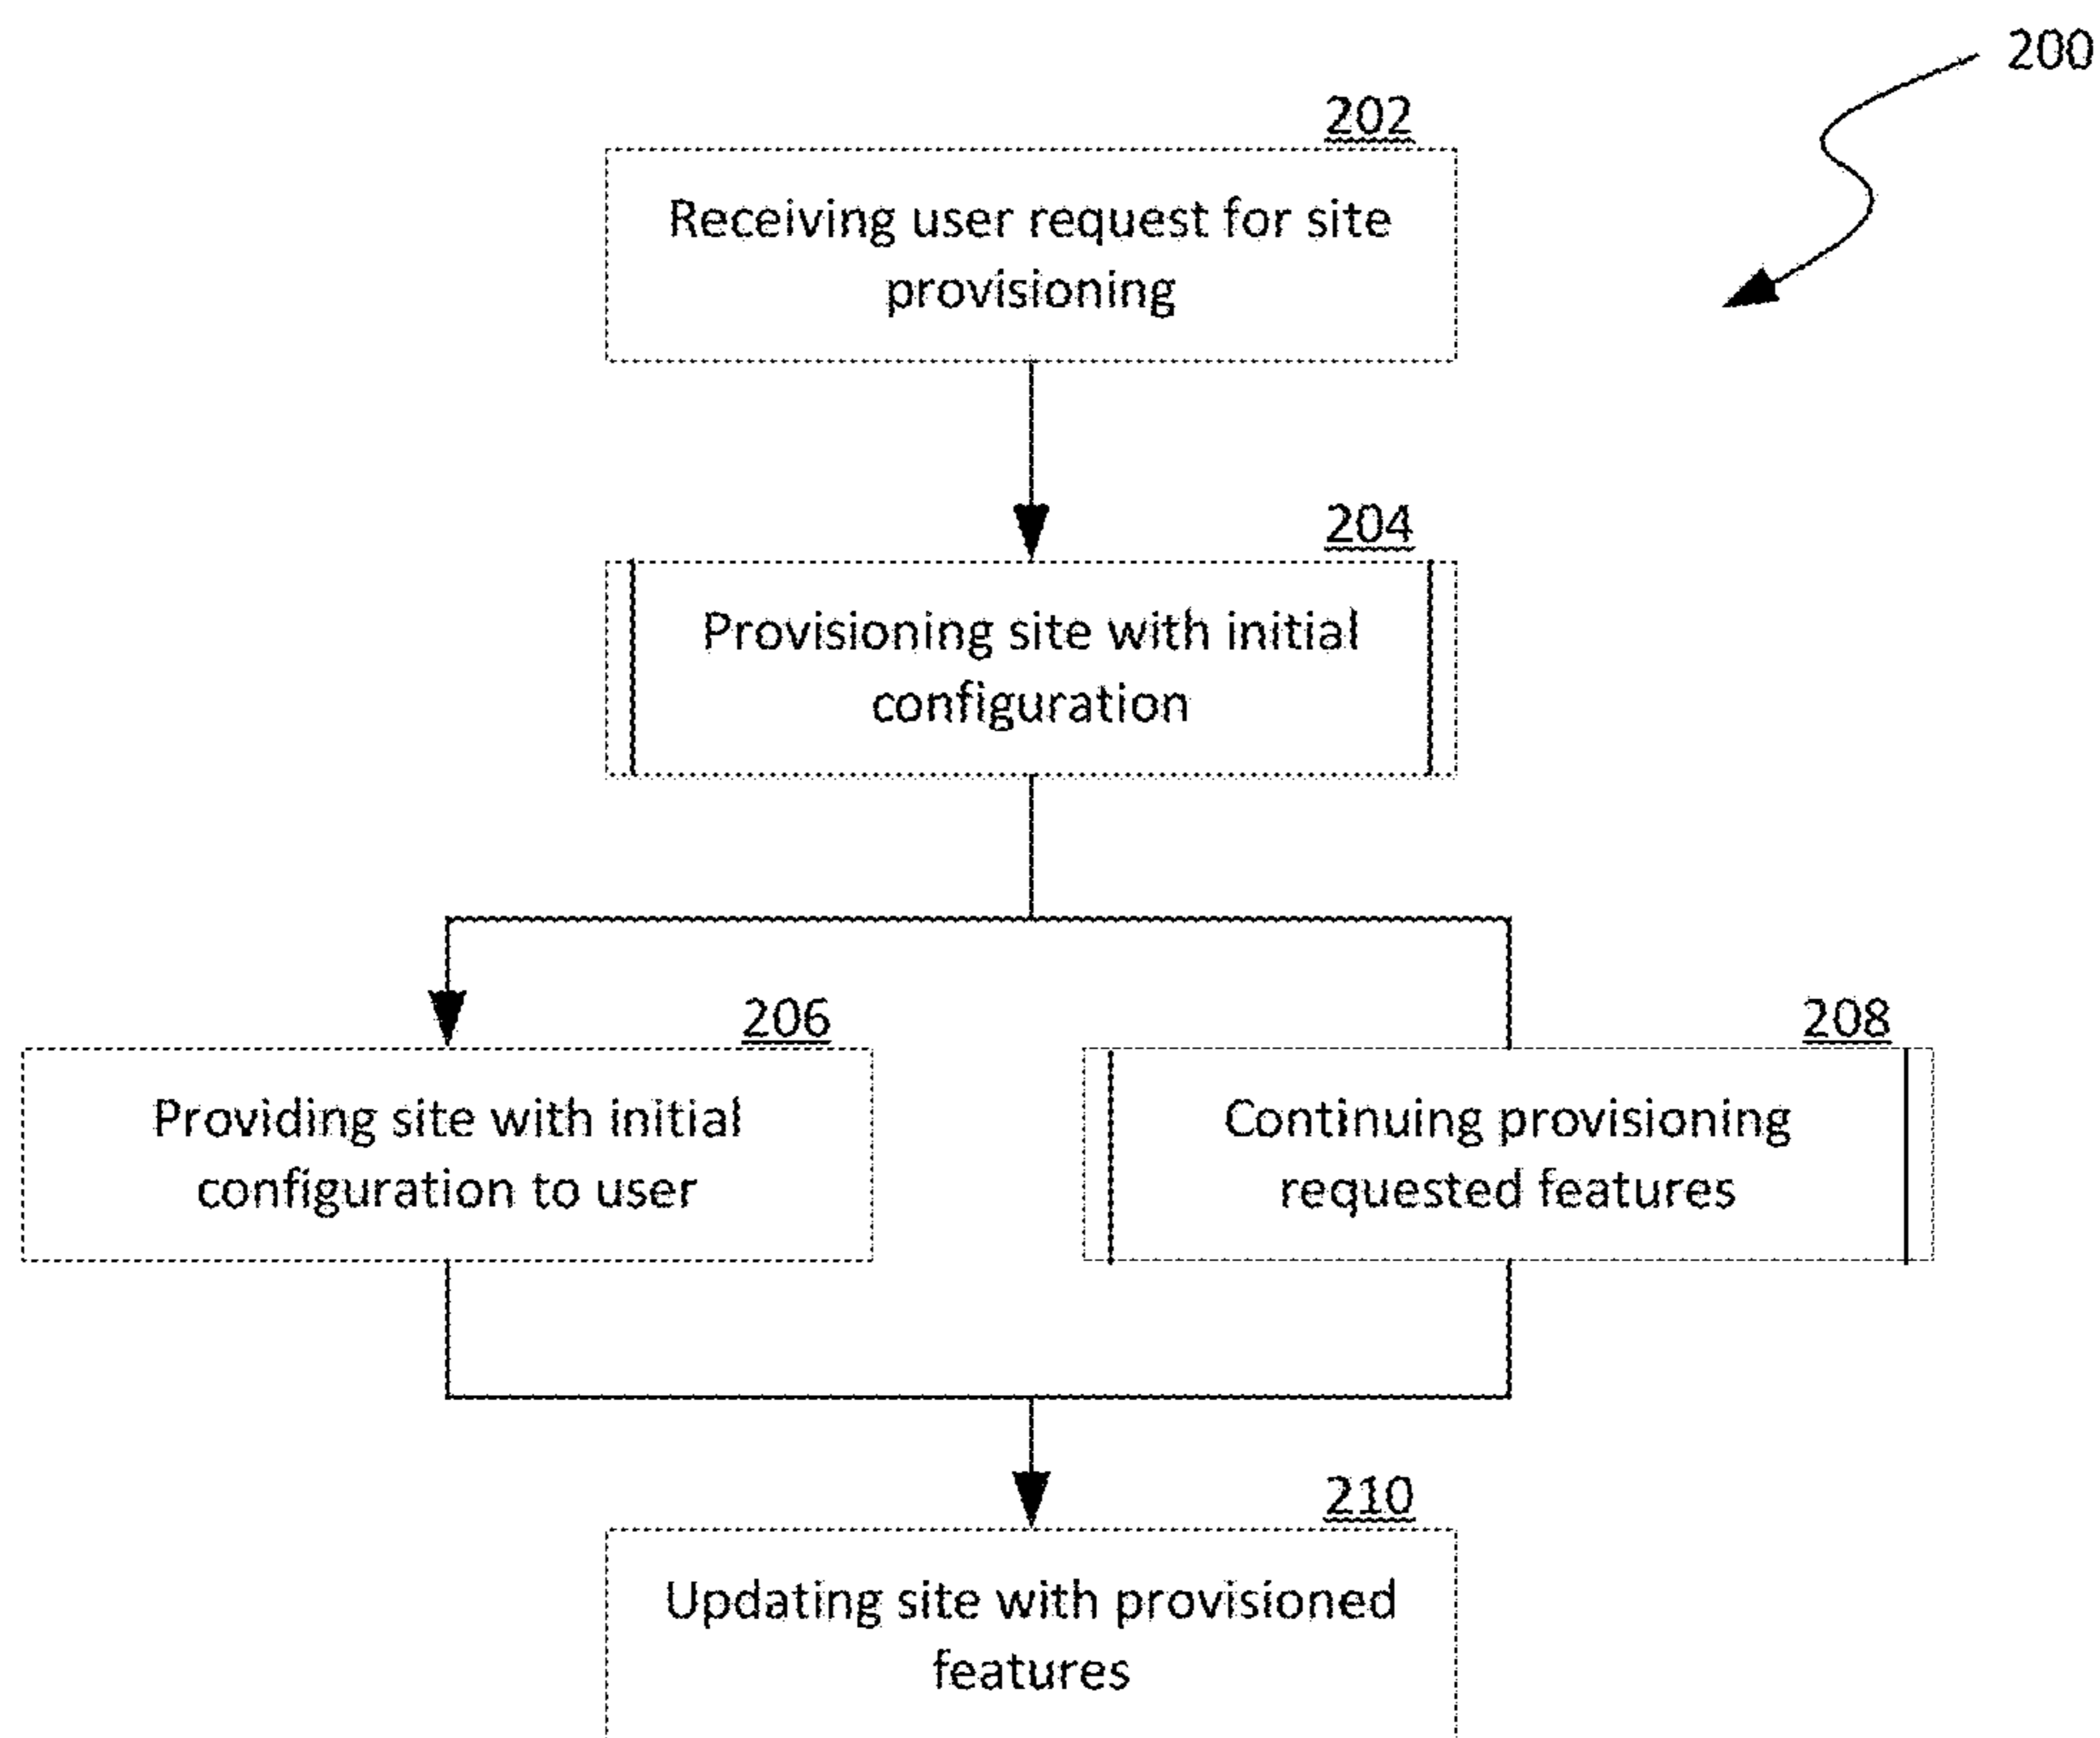 200
202
Receiving user request for site
provisioning
204
Provisioning site with initial
configuration
206
Providing site with initial
configuration to user
208
Continuing provisioning
requested features
210
Updating site with provisioned
features